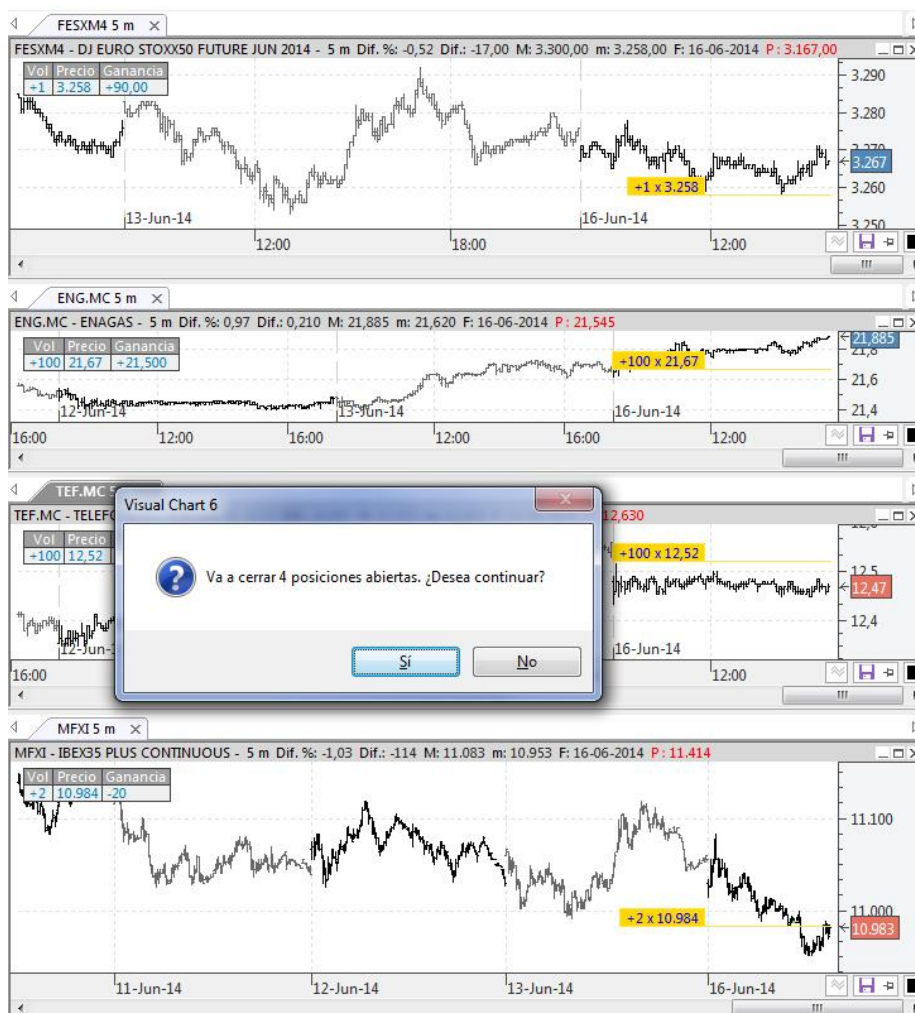 FESXM4 5 m
FESXM4 - DJ EURO STOXX50 FUTURE JUN 2014 - 5 m Dif. %: -0,52 Dif.: -17,00 M: 3.300,00 m: 3.258,00 F: 16-06-2014 P: 3.167,00
Vol Precio Ganancia
+1 3.258 +90,00
3.290
3.280
3.270
3.267
+1 x 3.258
3.260
3.250
13-Jun-14 16-Jun-14
12:00 18:00 12:00
ENG.MC 5 m
ENG.MC - ENAGAS - 5 m Dif. %: 0,97 Dif.: 0,210 M: 21,885 m: 21,620 F: 16-06-2014 P: 21,545
Vol Precio Ganancia
+100 21,67 +21,500
21,885
21,8
+100 x 21,67
21,6
21,4
12-Jun-14 13-Jun-14 16-Jun-14
16:00 12:00 16:00 12:00 16:00 12:00
TEF.MC 5
TEF.MC - TELEFO 12,630
Vol Precio
+100 12,52
+100 x 12,52
12,5
12,47
12,4
12-Jun- 16-Jun-14
16:00 12:00
Visual Chart 6
Va a cerrar 4 posiciones abiertas. ¿Desea continuar?
Sí No
MFXI 5 m
MFXI - IBEX35 PLUS CONTINUOUS - 5 m Dif. %: -1,03 Dif.: -114 M: 11.083 m: 10.953 F: 16-06-2014 P: 11.414
Vol Precio Ganancia
+2 10.984 -20
11.100
11.000
+2 x 10.984
10.983
11-Jun-14 12-Jun-14 13-Jun-14 16-Jun-14